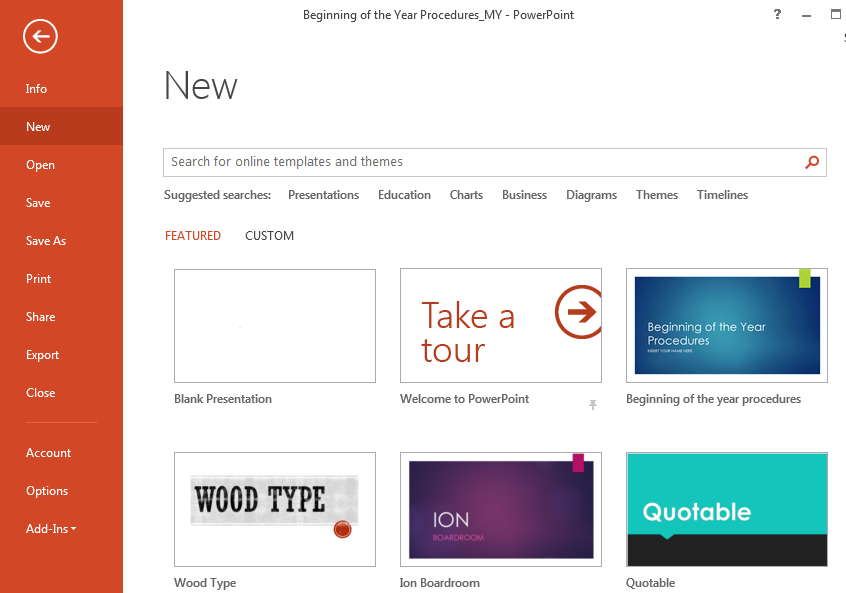 Beginning of the Year Procedures_MY - PowerPoint
?
Info
New
Open
Save
Save As
Print
Share
Export
Close
Account
Options
Add-Ins
New
Search for online templates and themes
Suggested searches: Presentations Education Charts Business Diagrams Themes Timelines
FEATURED CUSTOM
Blank Presentation
Take a
tour
Welcome to PowerPoint
Beginning of the Year
Procedures
INSERT YOUR NAME HERE
Beginning of the year procedures
WOOD TYPE
Wood Type
ION
BOARDROOM
Ion Boardroom
Quotable
Quotable